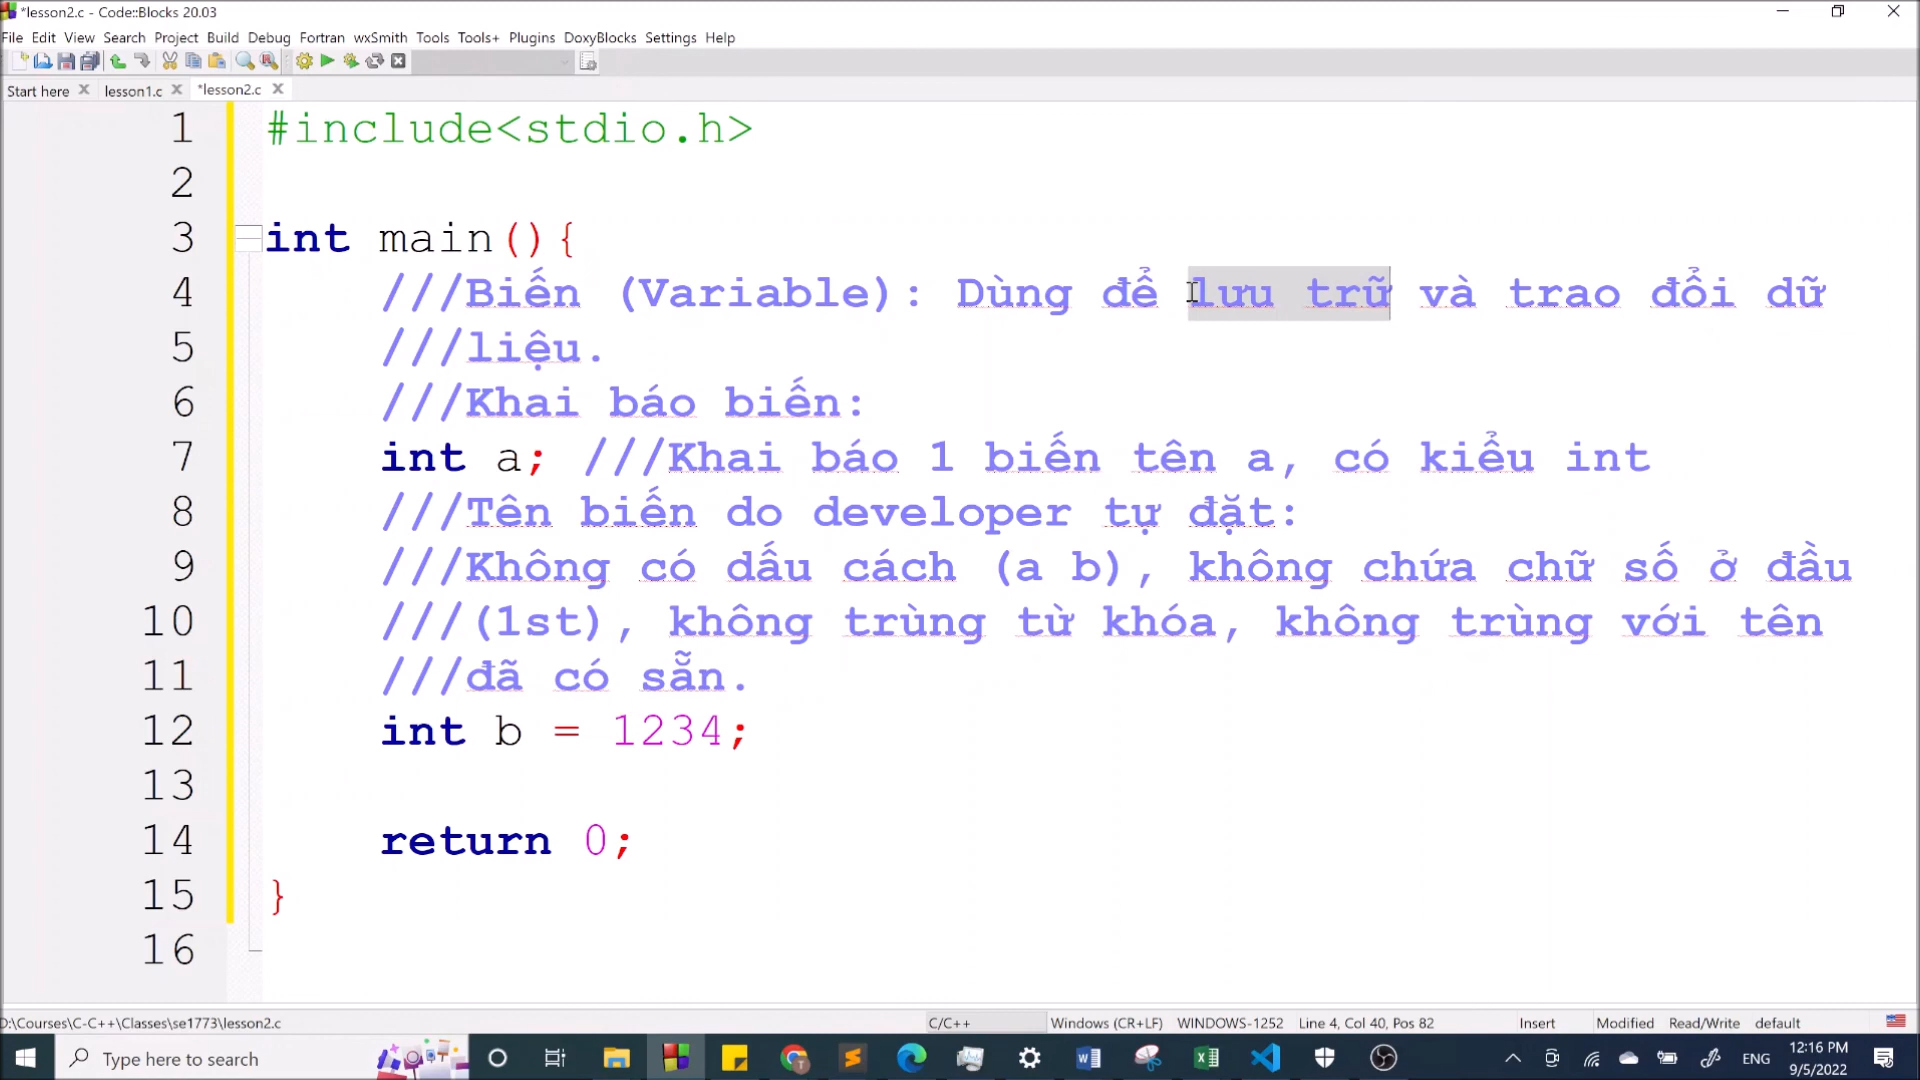 *lesson2.c - Code::Blocks 20.03
File Edit View Search Project Build Debug Fortran wxSmith Tools Tools+ Plugins DoxyBlocks Settings Help
Start here lesson1.c *lesson2.c
1 #include<stdio.h>
2
3 int main(){
4 ///Biến (Variable): Dùng để lưu trữ và trao đổi dữ
5 ///liệu.
6 ///Khai báo biến:
7 int a; ///Khai báo 1 biến tên a, có kiểu int
8 ///Tên biến do developer tự đặt:
9 ///Không có dấu cách (a b), không chứa chữ số ở đầu
10 ///(1st), không trùng từ khóa, không trùng với tên
11 ///đã có sẵn.
12 int b = 1234;
13
14 return 0;
15 }
16
D:\Courses\C-C++\Classes\se1773\lesson2.c C/C++ Windows (CR+LF) WINDOWS-1252 Line 4, Col 40, Pos 82 Insert Modified Read/Write default
Type here to search ENG 12:16 PM
9/5/2022